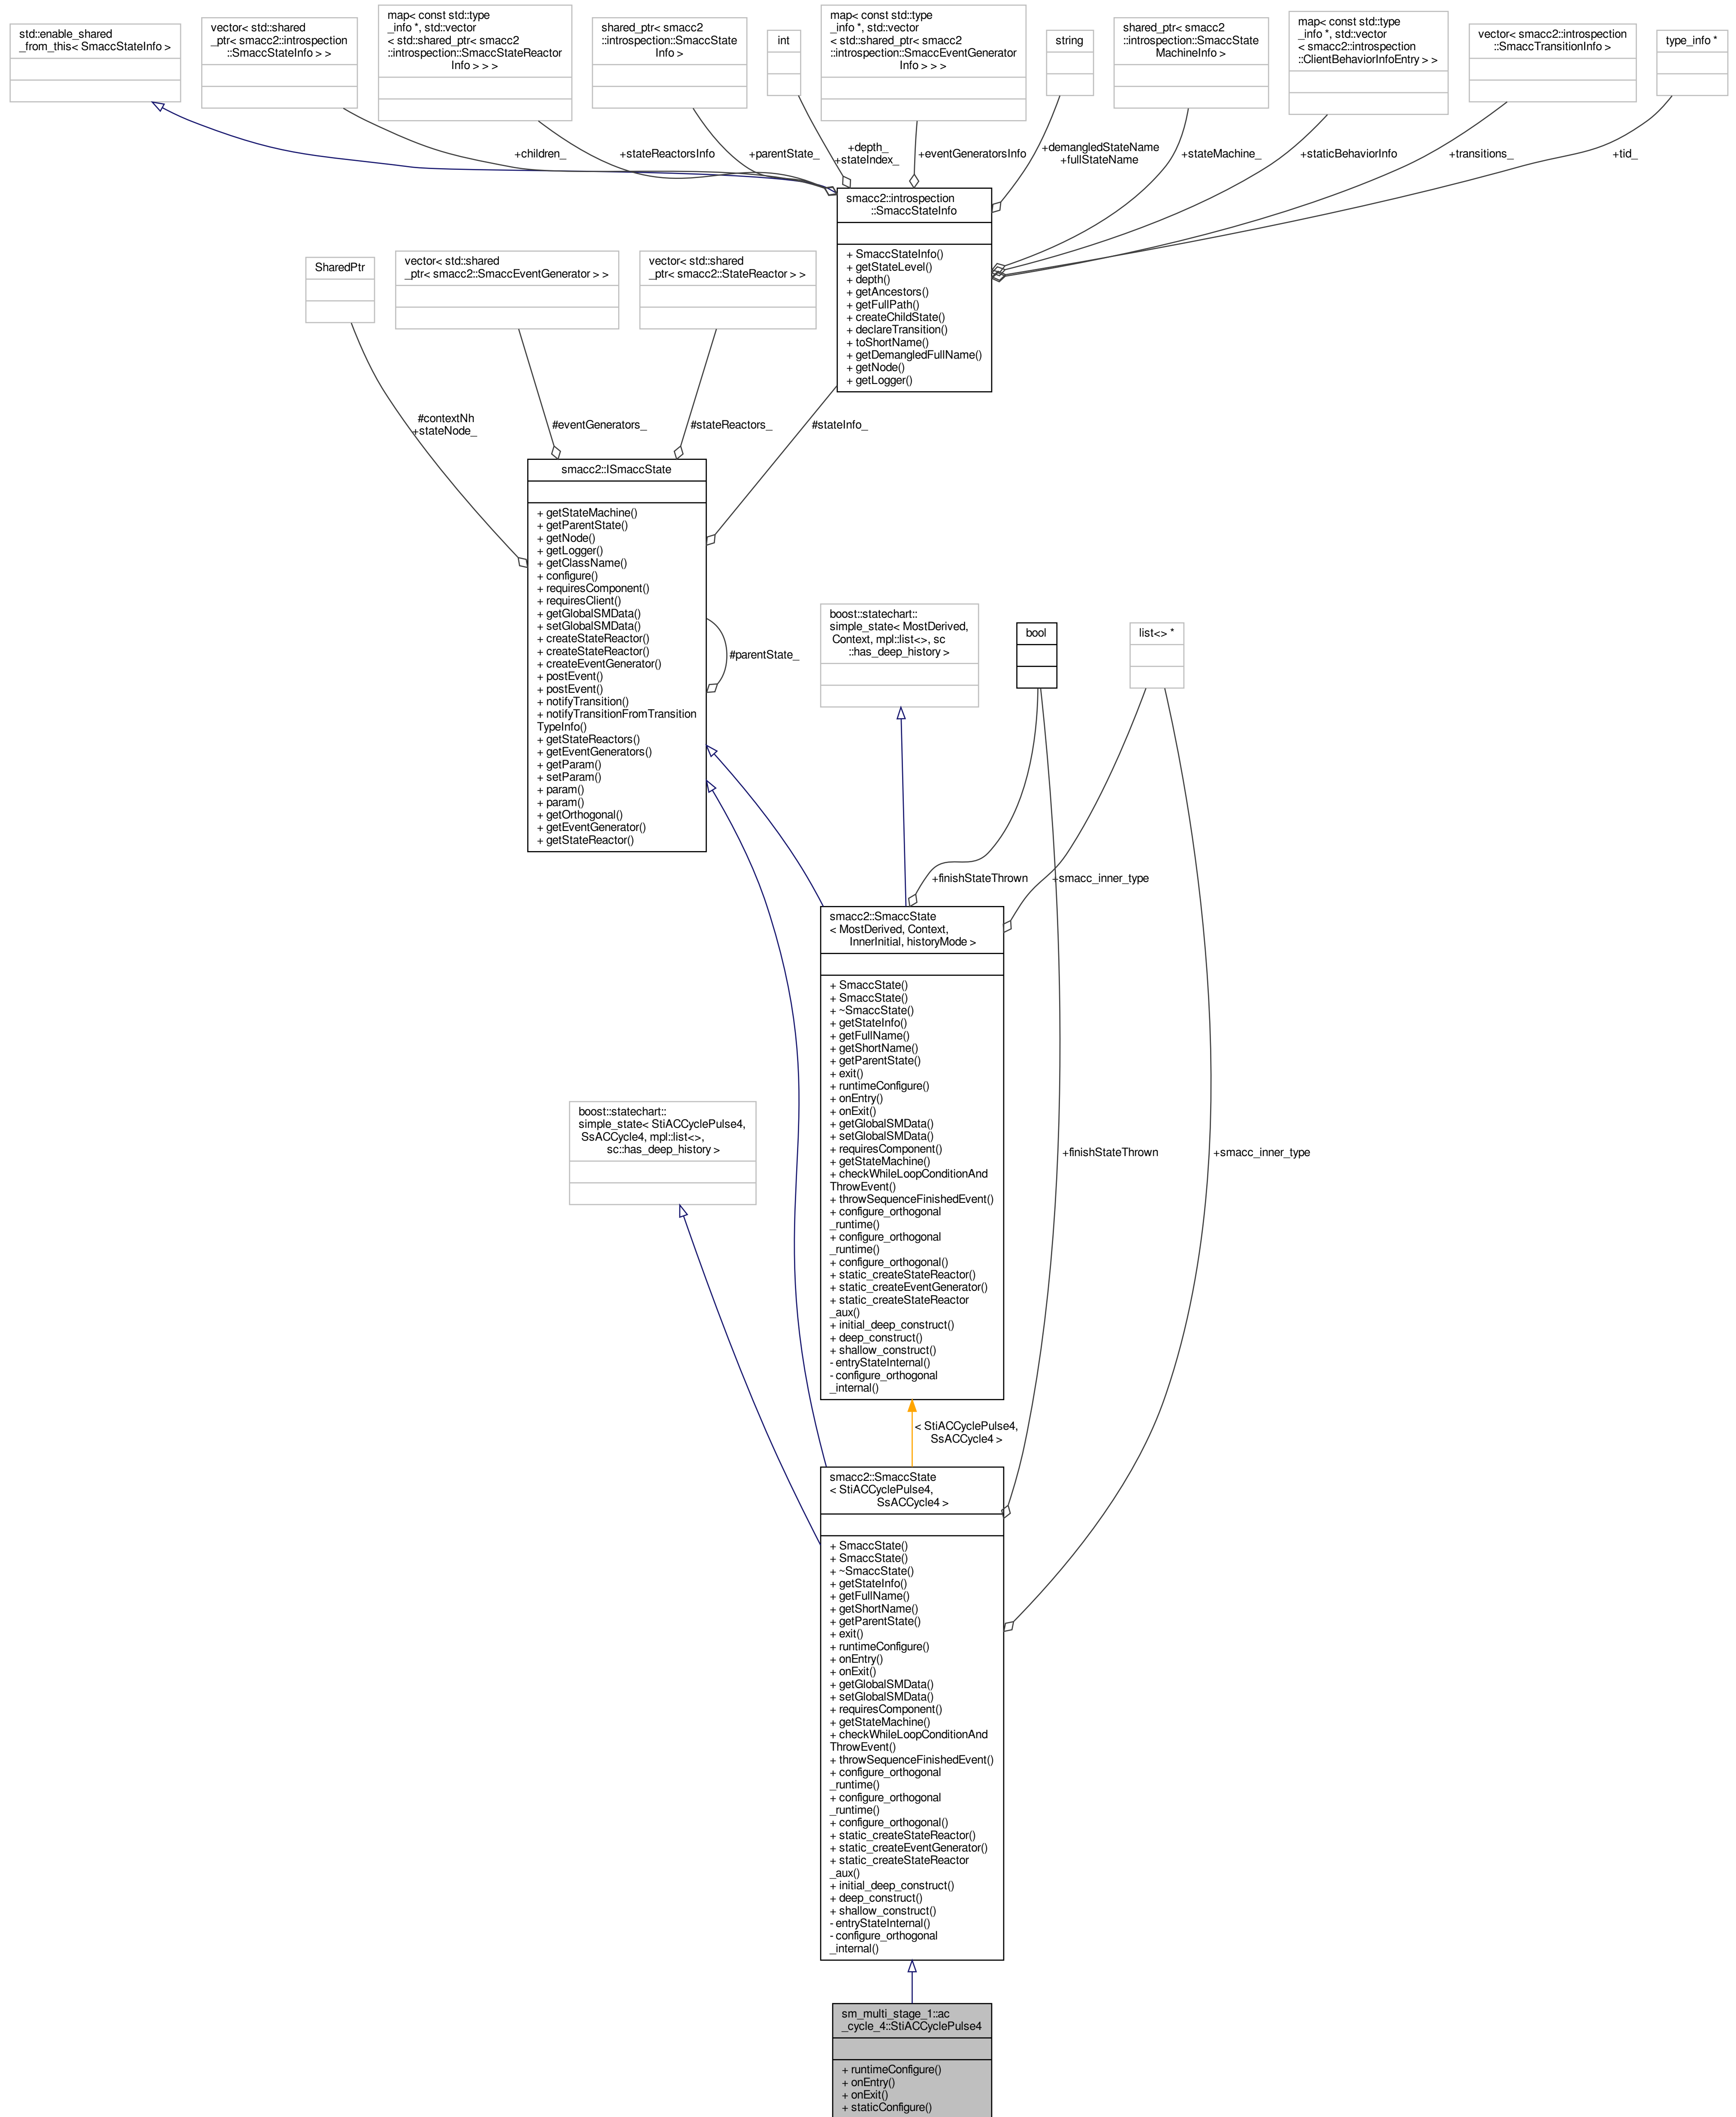 std::enable_shared
_from_this< SmaccStateInfo >
vector< std::shared
_ptr< smacc2::introspection
::SmaccStateInfo > >
map< const std::type
_info *, std::vector
< std::shared_ptr< smacc2
::introspection::SmaccStateReactor
Info > > >
shared_ptr< smacc2
::introspection::SmaccState
Info >
int
map< const std::type
_info *, std::vector
< std::shared_ptr< smacc2
::introspection::SmaccEventGenerator
Info > > >
string
shared_ptr< smacc2
::introspection::SmaccState
MachineInfo >
map< const std::type
_info *, std::vector
< smacc2::introspection
::ClientBehaviorInfoEntry > >
vector< smacc2::introspection
::SmaccTransitionInfo >
type_info *
+children_
+stateReactorsInfo
+parentState_
+depth_
+stateIndex_
+eventGeneratorsInfo
+demangledStateName
+fullStateName
+stateMachine_
+staticBehaviorInfo
+transitions_
+tid_
smacc2::introspection
::SmaccStateInfo
+ SmaccStateInfo()
+ getStateLevel()
+ depth()
+ getAncestors()
+ getFullPath()
+ createChildState()
+ declareTransition()
+ toShortName()
+ getDemangledFullName()
+ getNode()
+ getLogger()
SharedPtr
vector< std::shared
_ptr< smacc2::SmaccEventGenerator > >
vector< std::shared
_ptr< smacc2::StateReactor > >
#contextNh
+stateNode_
#eventGenerators_
#stateReactors_
#stateInfo_
smacc2::ISmaccState
+ getStateMachine()
+ getParentState()
+ getNode()
+ getLogger()
+ getClassName()
+ configure()
+ requiresComponent()
+ requiresClient()
+ getGlobalSMData()
+ setGlobalSMData()
+ createStateReactor()
+ createStateReactor()
+ createEventGenerator()
+ postEvent()
+ postEvent()
+ notifyTransition()
+ notifyTransitionFromTransition
TypeInfo()
+ getStateReactors()
+ getEventGenerators()
+ getParam()
+ setParam()
+ param()
+ param()
+ getOrthogonal()
+ getEventGenerator()
+ getStateReactor()
#parentState_
boost::statechart::
simple_state< MostDerived,
Context, mpl::list<>, sc
::has_deep_history >
bool
list<> *
+finishStateThrown
+smacc_inner_type
smacc2::SmaccState
< MostDerived, Context,
InnerInitial, historyMode >
+ SmaccState()
+ SmaccState()
+ ~SmaccState()
+ getStateInfo()
+ getFullName()
+ getShortName()
+ getParentState()
+ exit()
+ runtimeConfigure()
+ onEntry()
+ onExit()
+ getGlobalSMData()
+ setGlobalSMData()
+ requiresComponent()
+ getStateMachine()
+ checkWhileLoopConditionAnd
ThrowEvent()
+ throwSequenceFinishedEvent()
+ configure_orthogonal
_runtime()
+ configure_orthogonal
_runtime()
+ configure_orthogonal()
+ static_createStateReactor()
+ static_createEventGenerator()
+ static_createStateReactor
_aux()
+ initial_deep_construct()
+ deep_construct()
+ shallow_construct()
- entryStateInternal()
- configure_orthogonal
_internal()
boost::statechart::
simple_state< StiACCyclePulse4,
SsACCycle4, mpl::list<>,
sc::has_deep_history >
+finishStateThrown
+smacc_inner_type
< StiACCyclePulse4,
SsACCycle4 >
smacc2::SmaccState
< StiACCyclePulse4,
SsACCycle4 >
+ SmaccState()
+ SmaccState()
+ ~SmaccState()
+ getStateInfo()
+ getFullName()
+ getShortName()
+ getParentState()
+ exit()
+ runtimeConfigure()
+ onEntry()
+ onExit()
+ getGlobalSMData()
+ setGlobalSMData()
+ requiresComponent()
+ getStateMachine()
+ checkWhileLoopConditionAnd
ThrowEvent()
+ throwSequenceFinishedEvent()
+ configure_orthogonal
_runtime()
+ configure_orthogonal
_runtime()
+ configure_orthogonal()
+ static_createStateReactor()
+ static_createEventGenerator()
+ static_createStateReactor
_aux()
+ initial_deep_construct()
+ deep_construct()
+ shallow_construct()
- entryStateInternal()
- configure_orthogonal
_internal()
sm_multi_stage_1::ac
_cycle_4::StiACCyclePulse4
+ runtimeConfigure()
+ onEntry()
+ onExit()
+ staticConfigure()